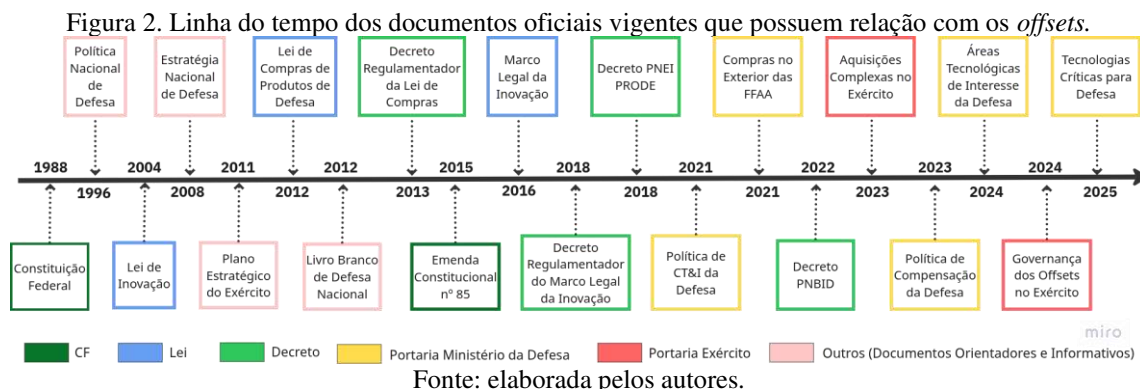 Figura 2. Linha do tempo dos documentos oficiais vigentes que possuem relação com os offsets.
Política
Nacional
de
Defesa
Estratégia
Nacional
de Defesa
Lei de
Compras de
Produtos de
Defesa
Decreto
Regulamentador
da Lei de
Compras
Marco
Legal da
Inovação
Decreto PNEI
PRODE
Compras no
Exterior das
FFAA
Aquisições
Complexas no
Exército
Áreas
Tecnológicas
de Interesse
da Defesa
Tecnologias
Críticas para
Defesa
1988 2004 2011 2012 2015 2018 2021 2022 2023 2024
1996 2008 2012 2013 2016 2018 2021 2023 2024 2025
Constituição
Federal
Lei de
Inovação
Plano
Estratégico
do Exército
Livro Branco
de Defesa
Nacional
Emenda
Constitucional
nº 85
Decreto
Regulamentador
do Marco Legal
da Inovação
Política de
CT&I da
Defesa
Decreto
PNBID
Política de
Compensação
da Defesa
Governança
dos Offsets
no Exército
miro
CF Lei Decreto Portaria Ministério da Defesa Portaria Exército Outros (Documentos Orientadores e Informativos)
Fonte: elaborada pelos autores.